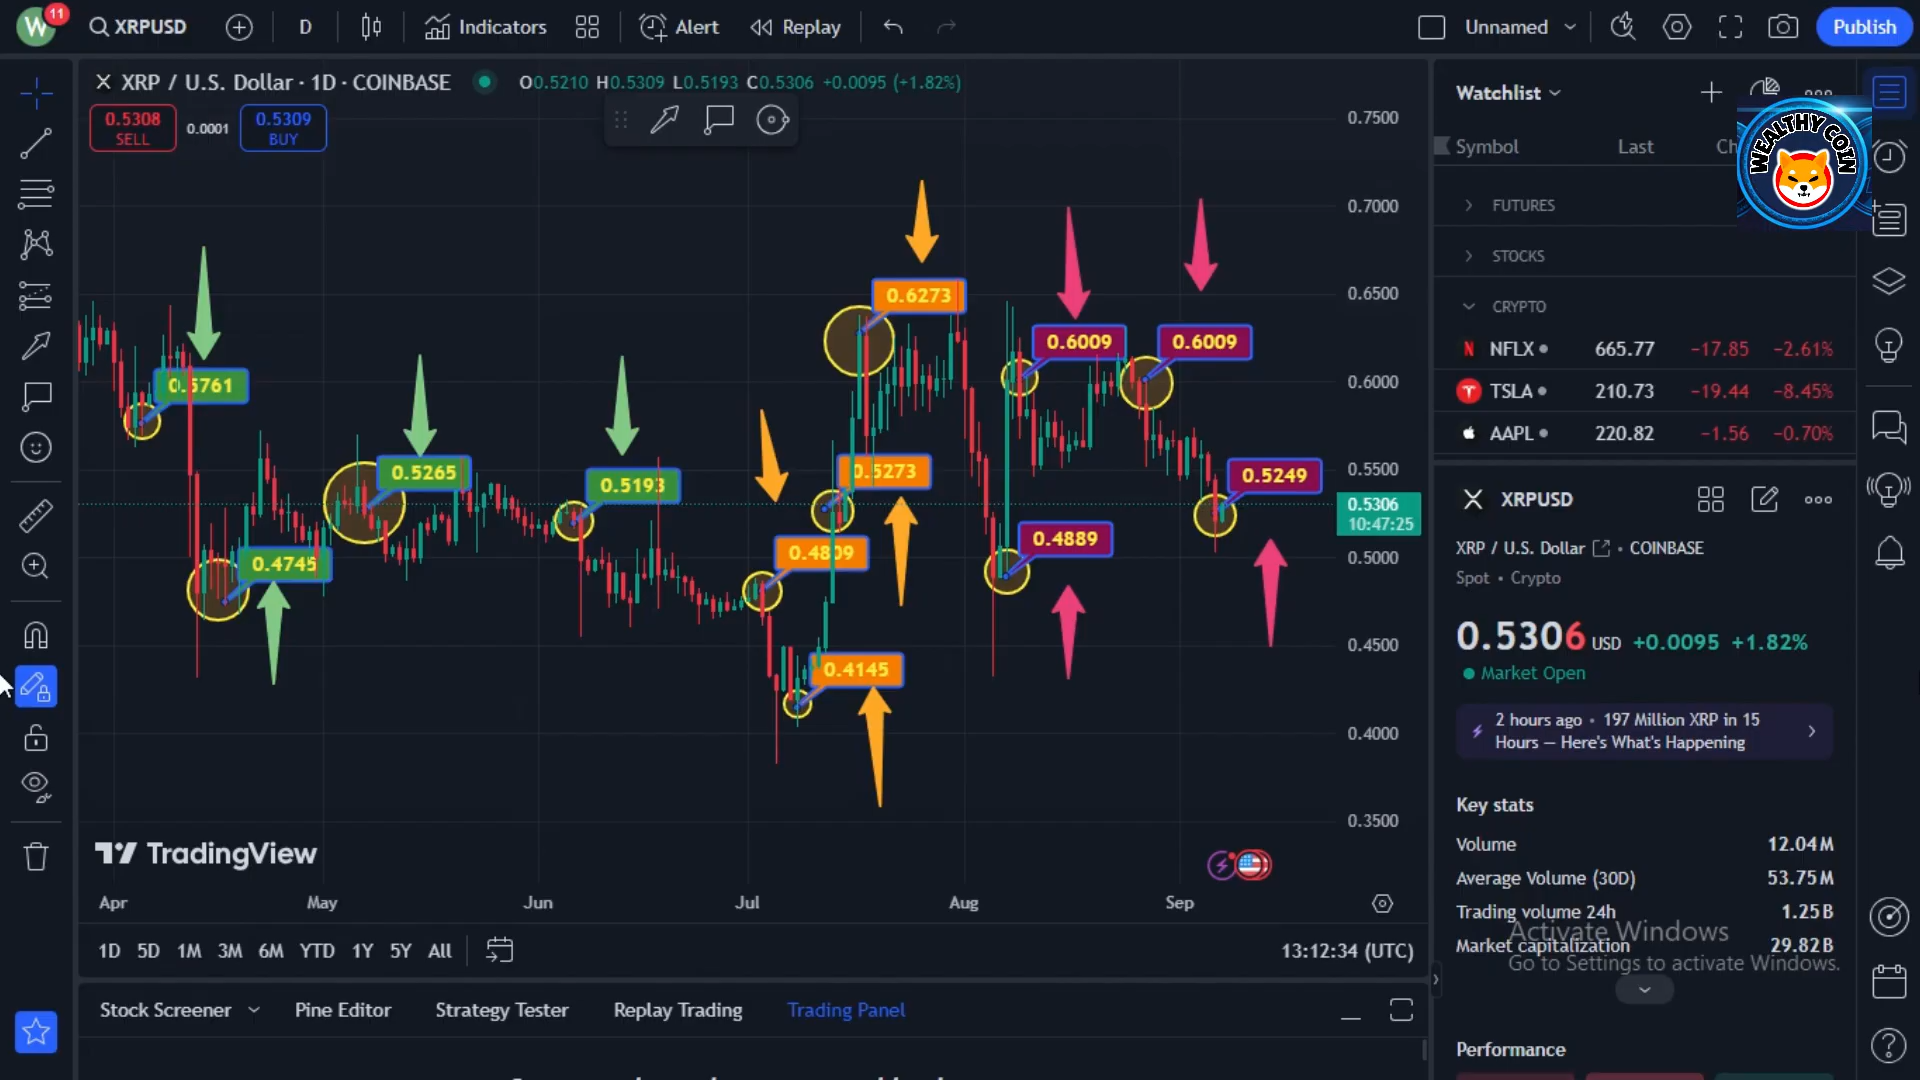 W 11
XRPUSD
D
Indicators
Alert
Replay
Unnamed
Publish
XRP / U.S. Dollar · 1D · COINBASE
O0.5210 H0.5309 L0.5193 C0.5306 +0.0095 (+1.82%)
0.5308
SELL
0.0001
0.5309
BUY
0.7500
0.7000
0.6500
0.6000
0.5500
0.5306
10:47:25
0.5000
0.4500
0.4000
0.3500
0.5761
0.4745
0.5265
0.5193
0.6273
0.5273
0.4809
0.4145
0.6009
0.6009
0.4889
0.5249
TradingView
Apr May Jun Jul Aug Sep
1D 5D 1M 3M 6M YTD 1Y 5Y All
13:12:34 (UTC)
Stock Screener Pine Editor Strategy Tester Replay Trading Trading Panel
Watchlist
WEALTHY COIN
Symbol Last Ch
FUTURES
STOCKS
CRYPTO
NFLX 665.77 −17.85 −2.61%
TSLA 210.73 −19.44 −8.45%
AAPL 220.82 −1.56 −0.70%
XRPUSD
XRP / U.S. Dollar • COINBASE
Spot • Crypto
0.5306 USD +0.0095 +1.82%
Market Open
2 hours ago • 197 Million XRP in 15
Hours — Here's What's Happening
Key stats
Volume 12.04M
Average Volume (30D) 53.75M
Trading volume 24h 1.25B
Market capitalization 29.82B
Activate Windows
Go to Settings to activate Windows.
Performance